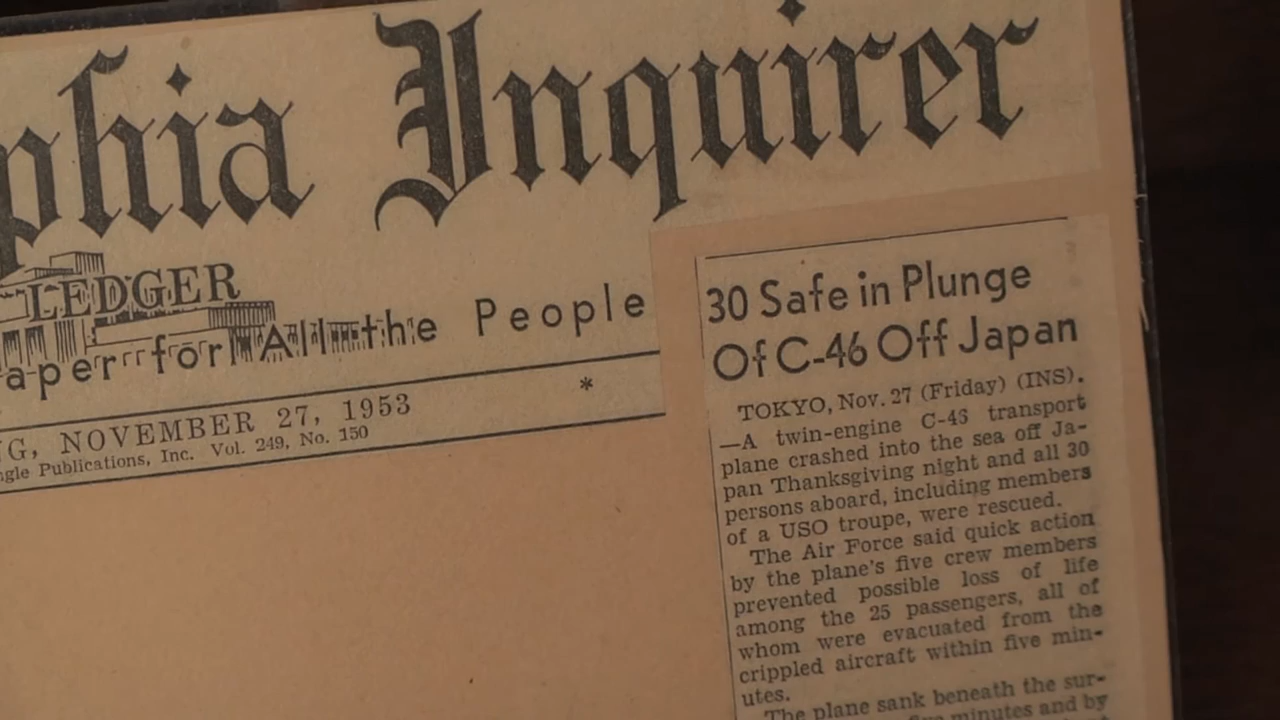 phia Inquirer
LEDGER
aper for All the People
NG, NOVEMBER 27, 1953
*
ngle Publications, Inc. Vol. 249, No. 150
30 Safe in Plunge
Of C-46 Off Japan
TOKYO, Nov. 27 (Friday) (INS).
—A twin-engine C-46 transport
plane crashed into the sea off Ja-
pan Thanksgiving night and all 30
persons aboard, including members
of a USO troupe, were rescued.
The Air Force said quick action
by the plane's five crew members
prevented possible loss of life
among the 25 passengers, all of
whom were evacuated from the
crippled aircraft within five min-
utes.
The plane sank beneath the sur-
five minutes and by